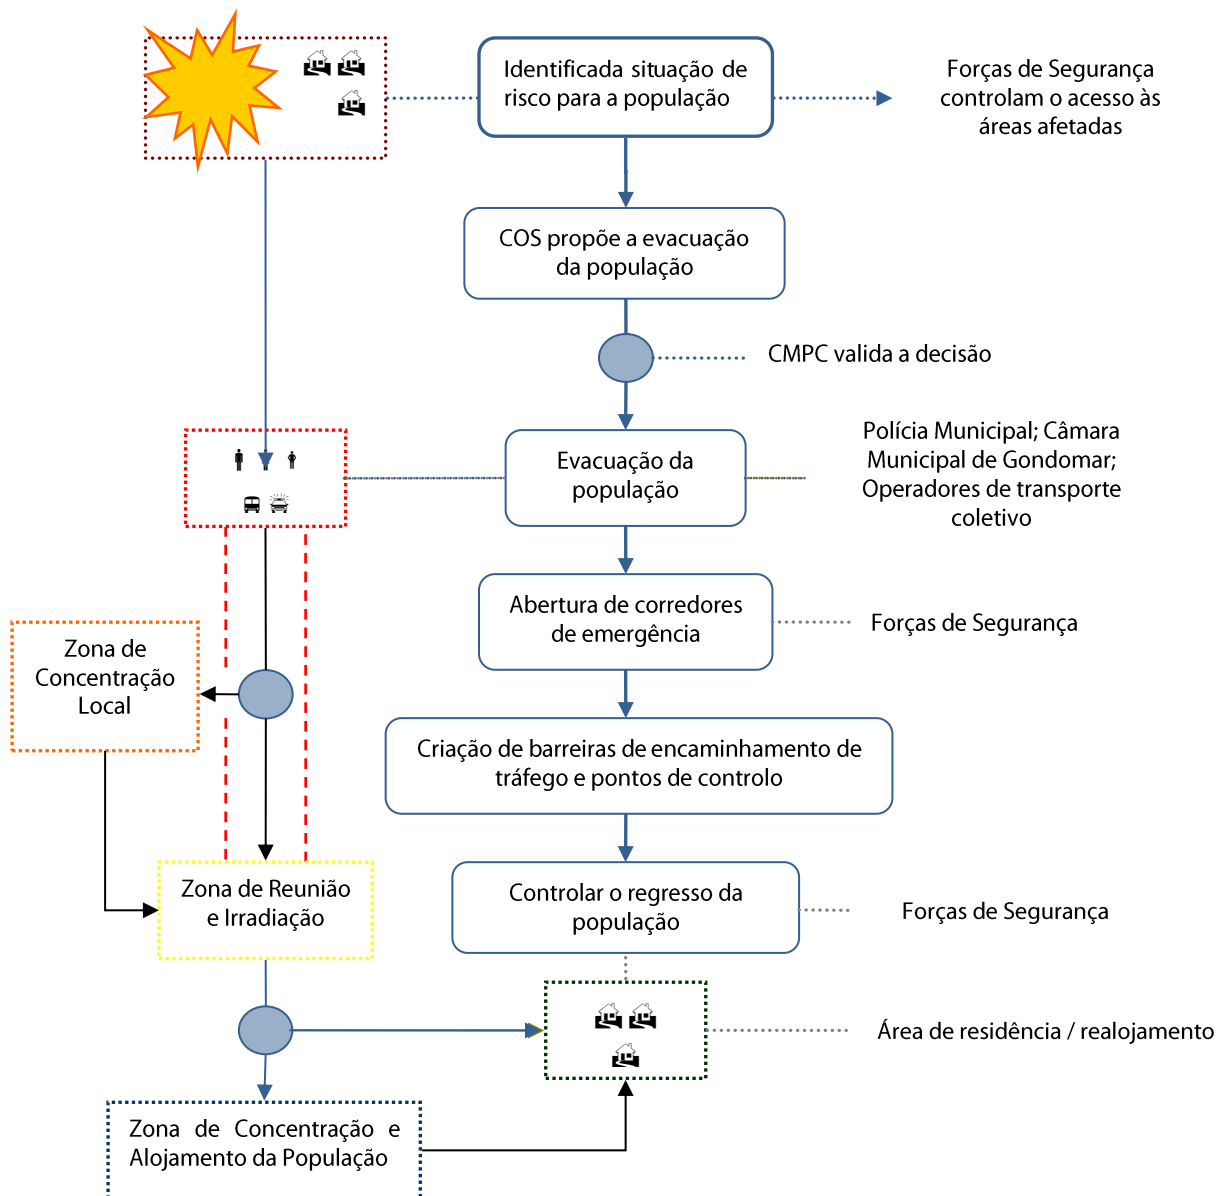 Identificada situação de
risco para a população
Forças de Segurança
controlam o acesso às
áreas afetadas
COS propõe a evacuação
da população
CMPC valida a decisão
Evacuação da
população
Polícia Municipal; Câmara
Municipal de Gondomar;
Operadores de transporte
coletivo
Abertura de corredores
de emergência
Forças de Segurança
Zona de
Concentração
Local
Criação de barreiras de encaminhamento de
tráfego e pontos de controlo
Zona de Reunião
e Irradiação
Controlar o regresso da
população
Forças de Segurança
Área de residência / realojamento
Zona de Concentração e
Alojamento da População